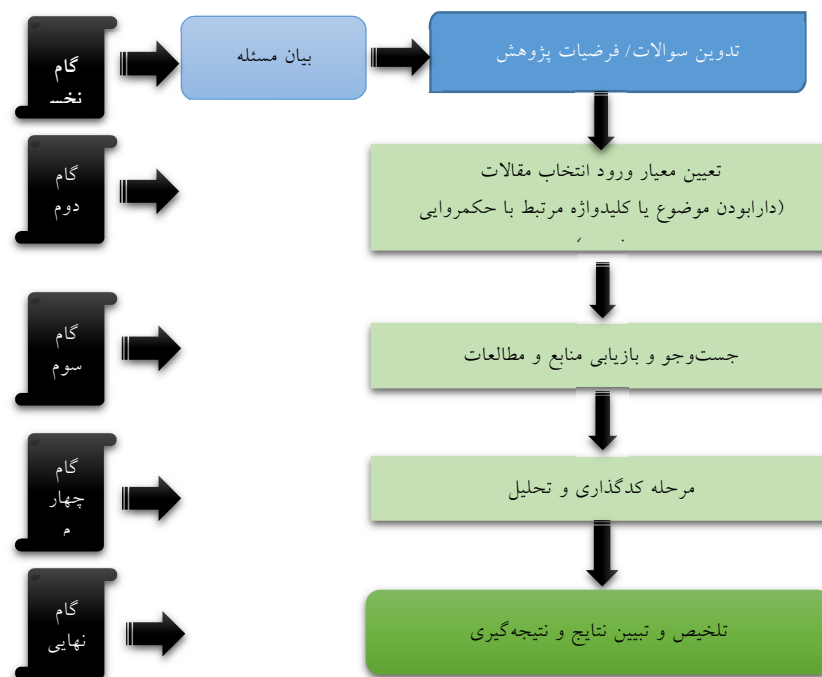 گام
نخس
بیان مسئله
تدوین سوالات/ فرضیات پژوهش
گام
دوم
تعیین معیار ورود انتخاب مقالات
(دارابودن موضوع یا کلیدواژه مرتبط با حکمروایی
گام
سوم
جست‌وجو و بازیابی منابع و مطالعات
گام
چهار
م
مرحله کدگذاری و تحلیل
گام
نهایی
تلخیص و تبیین نتایج و نتیجه‌گیری